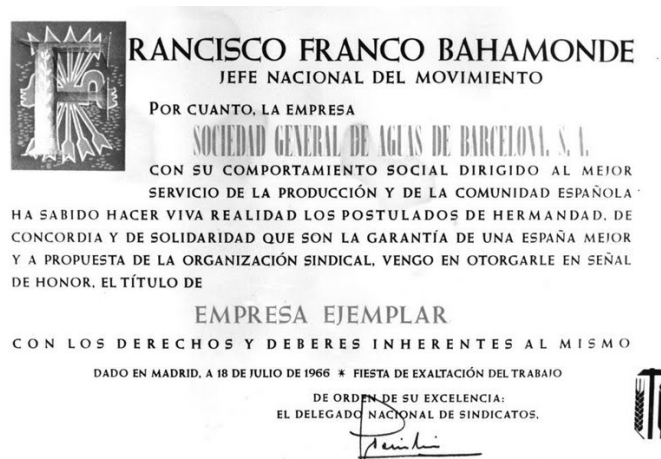 FRANCISCO FRANCO BAHAMONDE
JEFE NACIONAL DEL MOVIMIENTO
POR CUANTO, LA EMPRESA
SOCIEDAD GENERAL DE AGUAS DE BARCELONA, S. A.
CON SU COMPORTAMIENTO SOCIAL DIRIGIDO AL MEJOR
SERVICIO DE LA PRODUCCIÓN Y DE LA COMUNIDAD ESPAÑOLA
HA SABIDO HACER VIVA REALIDAD LOS POSTULADOS DE HERMANDAD, DE
CONCORDIA Y DE SOLIDARIDAD QUE SON LA GARANTÍA DE UNA ESPAÑA MEJOR
Y A PROPUESTA DE LA ORGANIZACIÓN SINDICAL, VENGO EN OTORGARLE EN SEÑAL
DE HONOR, EL TÍTULO DE
EMPRESA EJEMPLAR
CON LOS DERECHOS Y DEBERES INHERENTES AL MISMO
DADO EN MADRID, A 18 DE JULIO DE 1966 * FIESTA DE EXALTACIÓN DEL TRABAJO
DE ORDEN DE SU EXCELENCIA:
EL DELEGADO NACIONAL DE SINDICATOS,